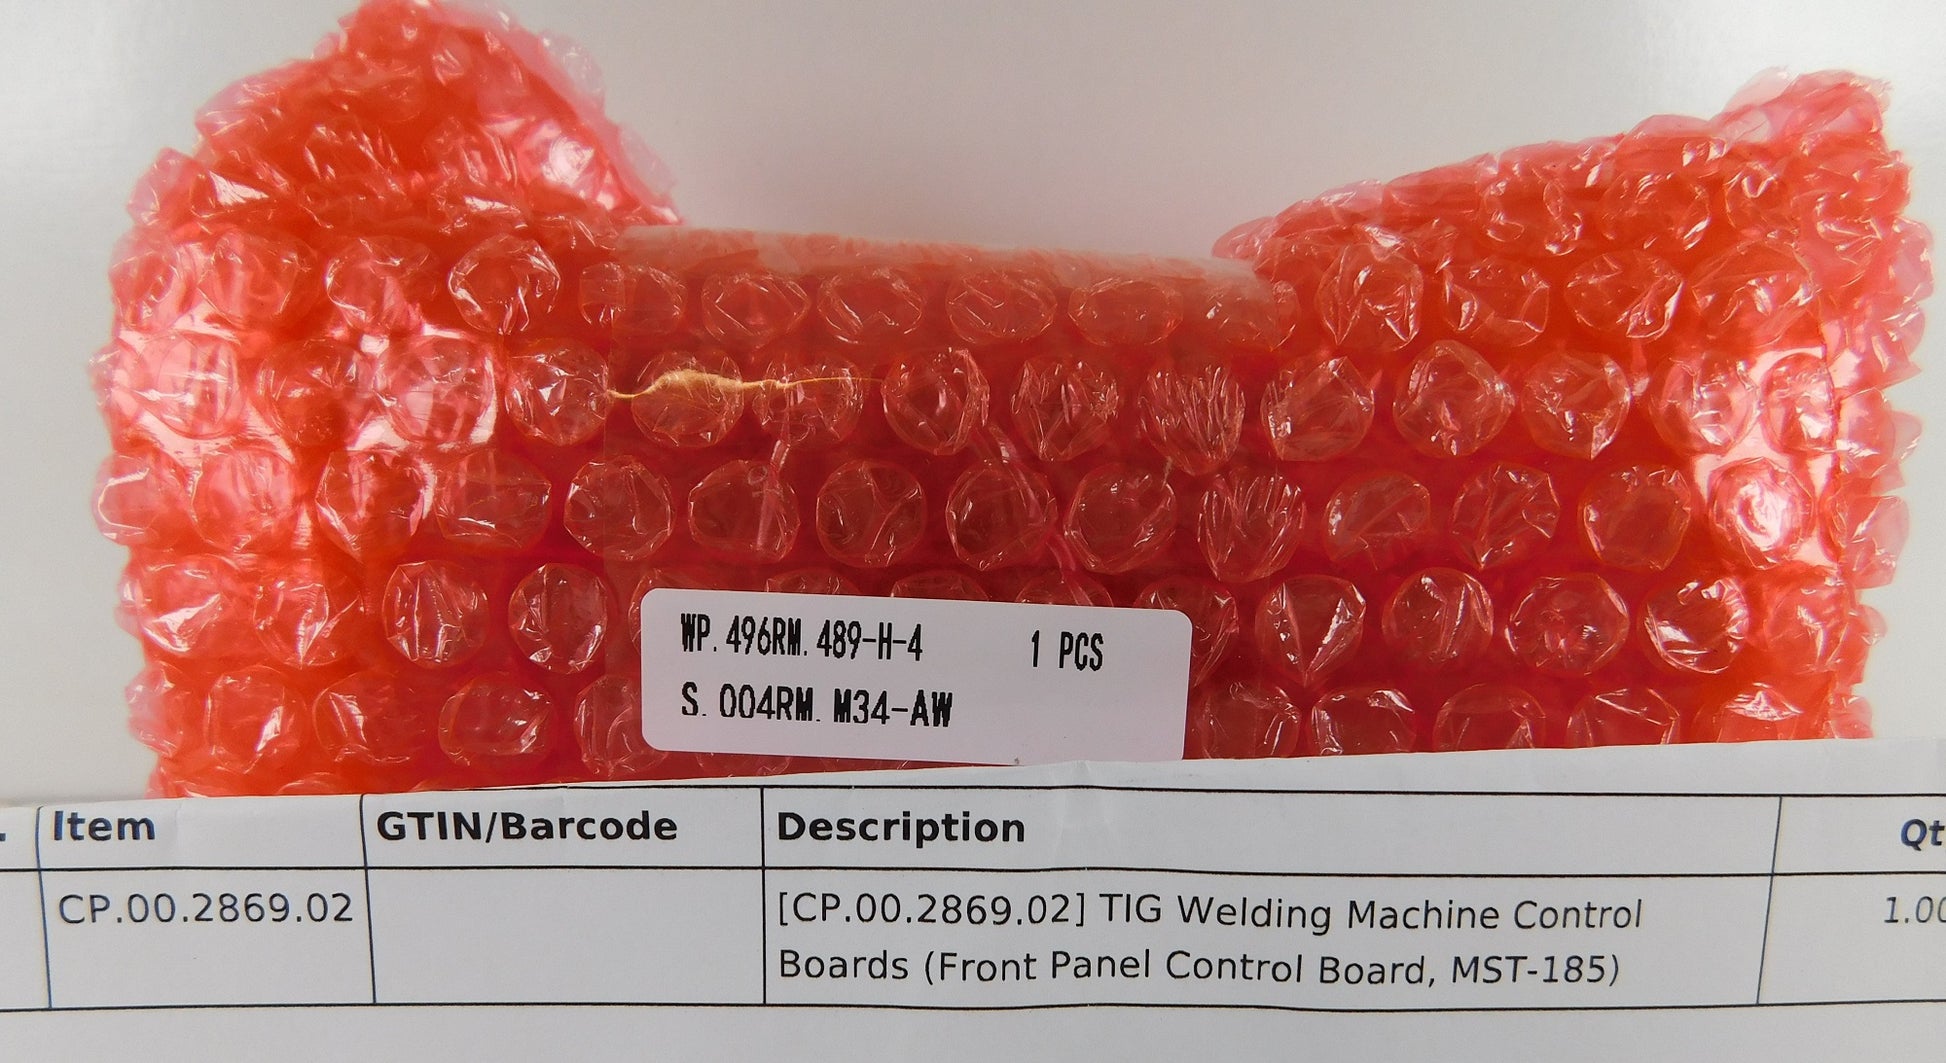 WP.496RM.489-H-4 1 PCS
S.004RM.M34-AW
Item GTIN/Barcode Description
CP.00.2869.02 [CP.00.2869.02] TIG Welding Machine Control
Boards (Front Panel Control Board, MST-185)